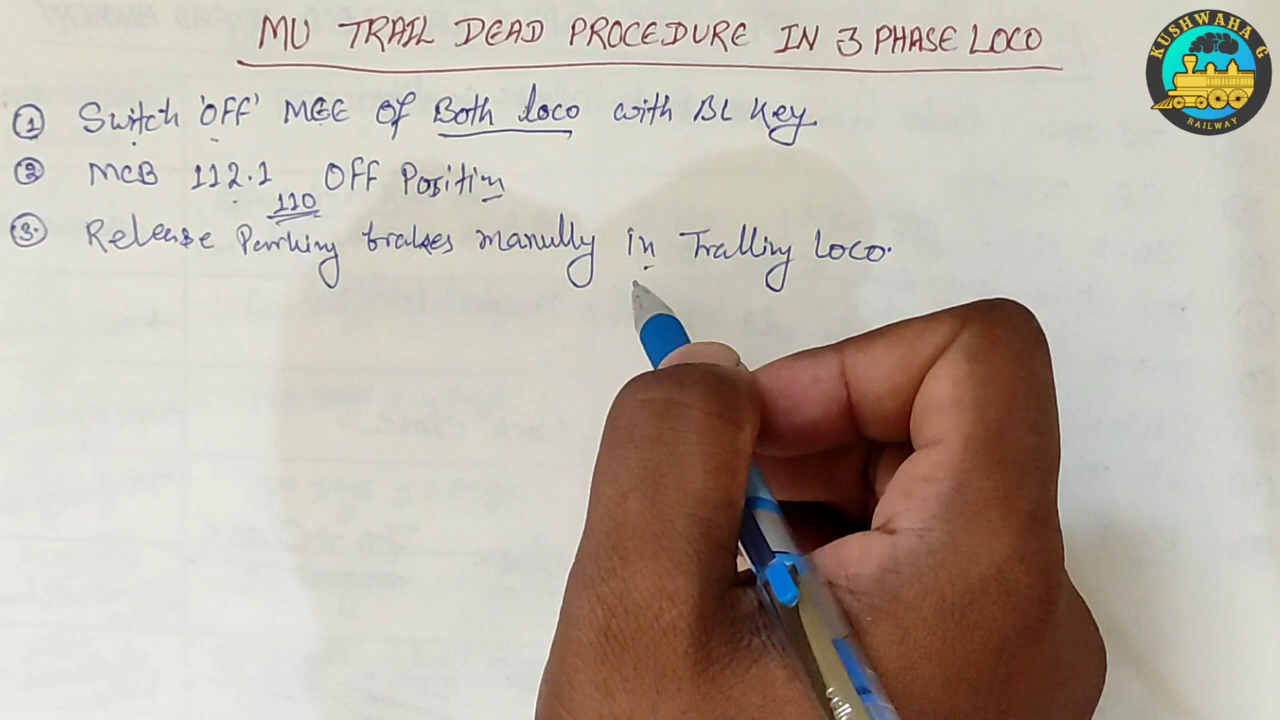 MU TRAIL DEAD PROCEDURE IN 3 PHASE LOCO
① Switch 'OFF' MCE Of Both loco with BL Key
② MCB 112.1 OFF Position
110
③ Release Parking brakes manully in Tralling loco.
KUSHWAHA G
RAILWAY